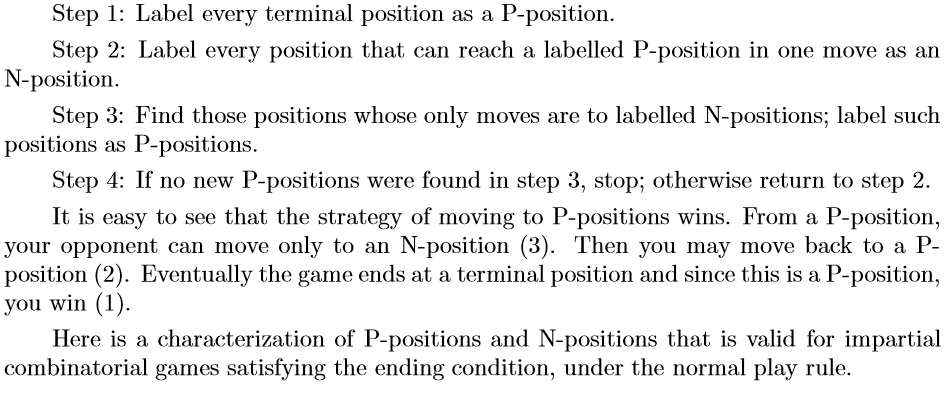 Step 1: Label every terminal position as a P-position.
Step 2: Label every position that can reach a labelled P-position in one move as an
N-position.
Step 3: Find those positions whose only moves are to labelled N-positions; label such
positions as P-positions.
Step 4: If no new P-positions were found in step 3, stop; otherwise return to step 2.
It is easy to see that the strategy of moving to P-positions wins. From a P-position,
your opponent can move only to an N-position (3). Then you may move back to a P-
position (2). Eventually the game ends at a terminal position and since this is a P-position,
you win (1).
Here is a characterization of P-positions and N-positions that is valid for impartial
combinatorial games satisfying the ending condition, under the normal play rule.